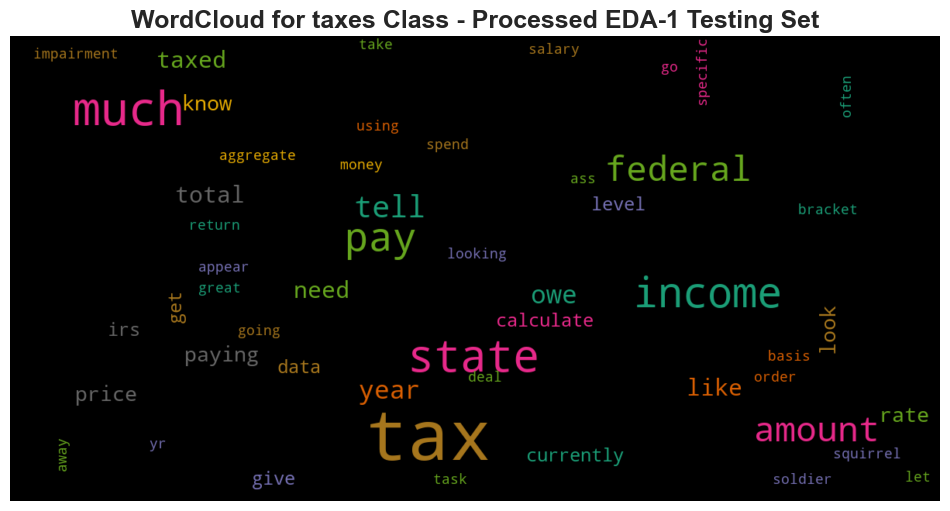 WordCloud for taxes Class - Processed EDA-1 Testing Set
impairment
taxed
take
salary
go
specific
often
much
know
using
spend
aggregate
money
federal
ass
total
tell
level
bracket
return
pay
looking
appear
great
need
get
owe
income
irs
going
calculate
look
paying
data
state
deal
basis
order
price
year
like
tax
amount
rate
away
yr
currently
squirrel
give
task
soldier
let